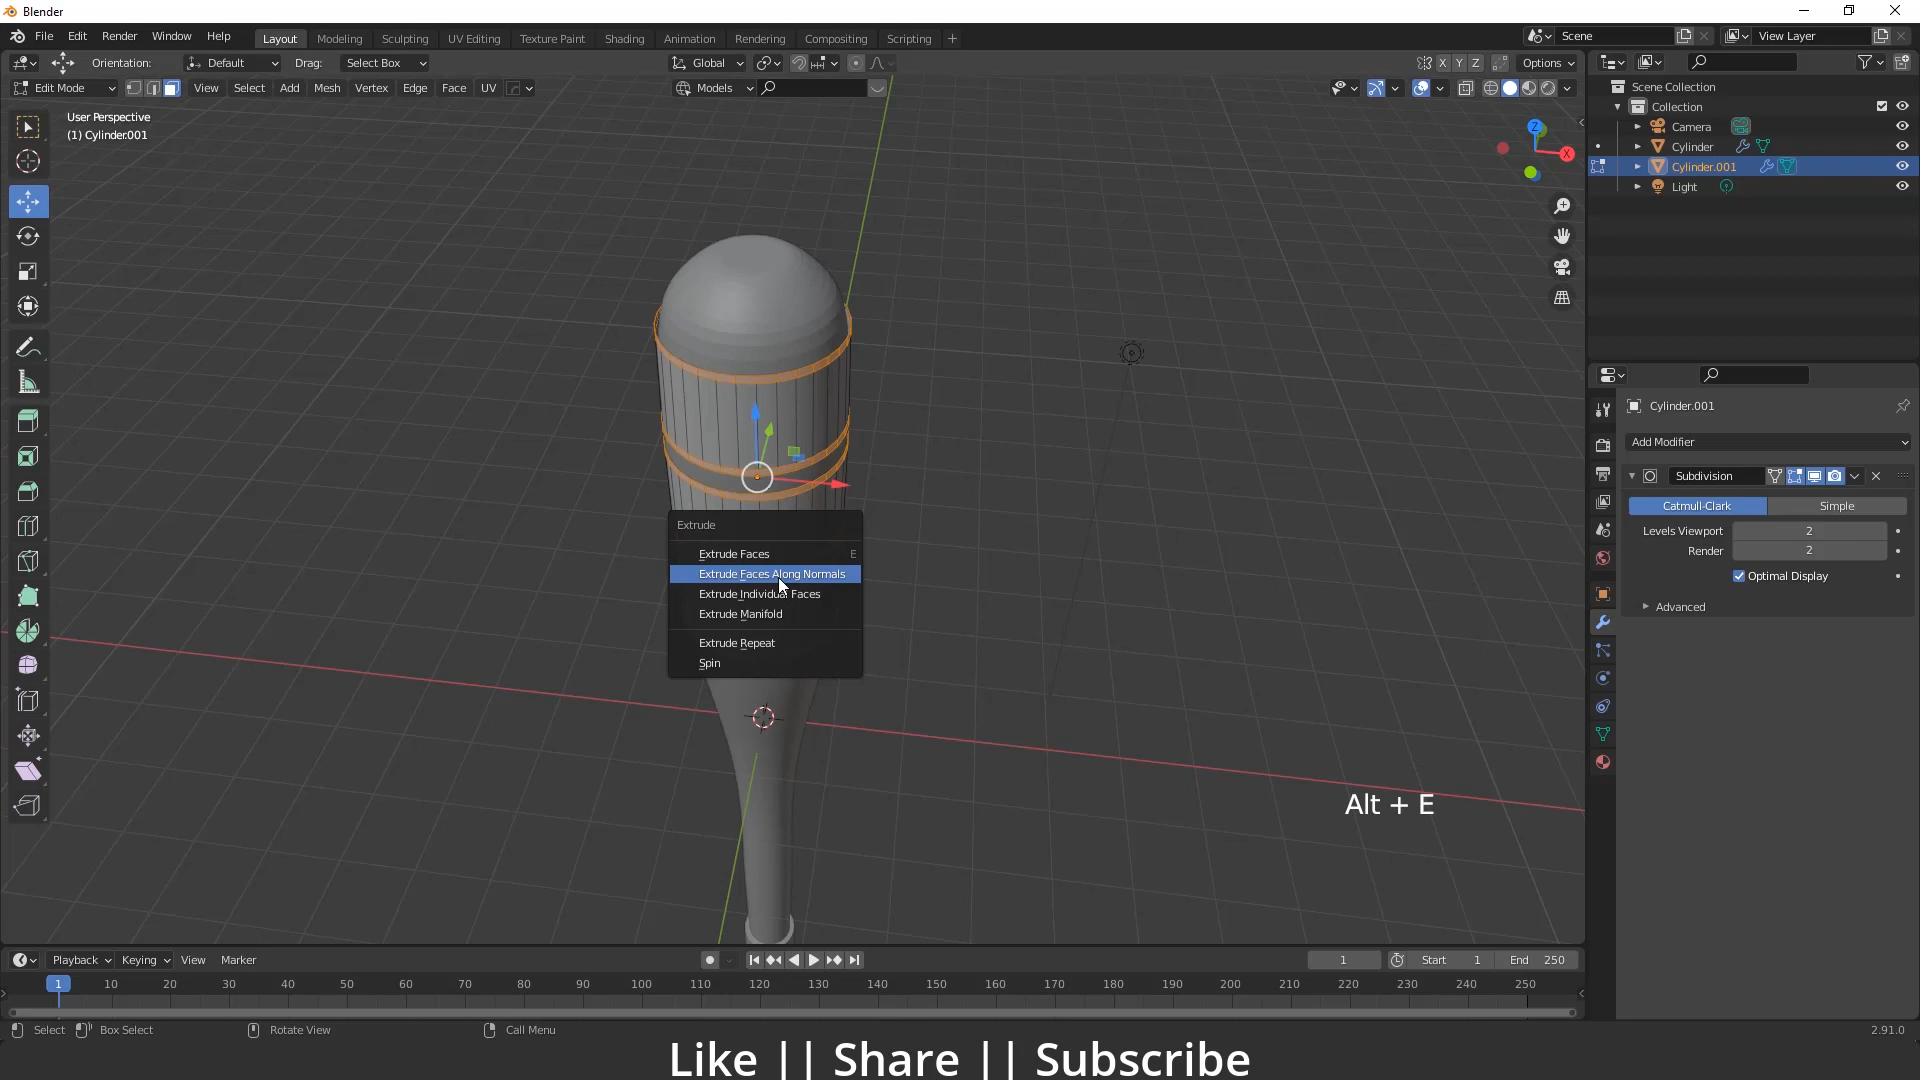 Blender
File Edit Render Window Help
Layout Modeling Sculpting UV Editing Texture Paint Shading Animation Rendering Compositing Scripting +
Scene
View Layer
Orientation: Default Drag: Select Box
Global
X Y Z Options
Edit Mode View Select Add Mesh Vertex Edge Face UV
Models
User Perspective
(1) Cylinder.001
Z
X
Scene Collection
Collection
Camera
Cylinder
Cylinder.001
Light
Cylinder.001
Add Modifier
Subdivision
Catmull-Clark Simple
Levels Viewport 2
Render 2
Optimal Display
Advanced
Extrude
Extrude Faces E
Extrude Faces Along Normals
Extrude Individual Faces
Extrude Manifold
Extrude Repeat
Spin
Alt + E
Playback Keying View Marker
1 Start 1 End 250
1 10 20 30 40 50 60 70 80 90 100 110 120 130 140 150 160 170 180 190 200 210 220 230 240 250
Select Box Select Rotate View Call Menu 2.91.0
Like || Share || Subscribe